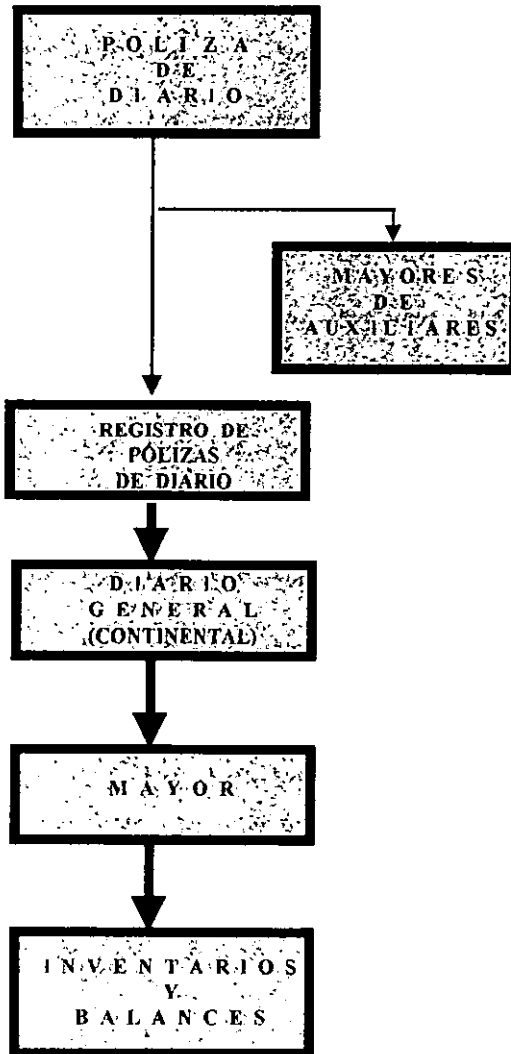 POLIZA
DE
DIARIO
MAYORES
DE
AUXILIARES
REGISTRO DE
POLIZAS
DE DIARIO
DIARIO
GENERAL
(CONTINENTAL)
MAYOR
INVENTARIOS
Y
BALANCES